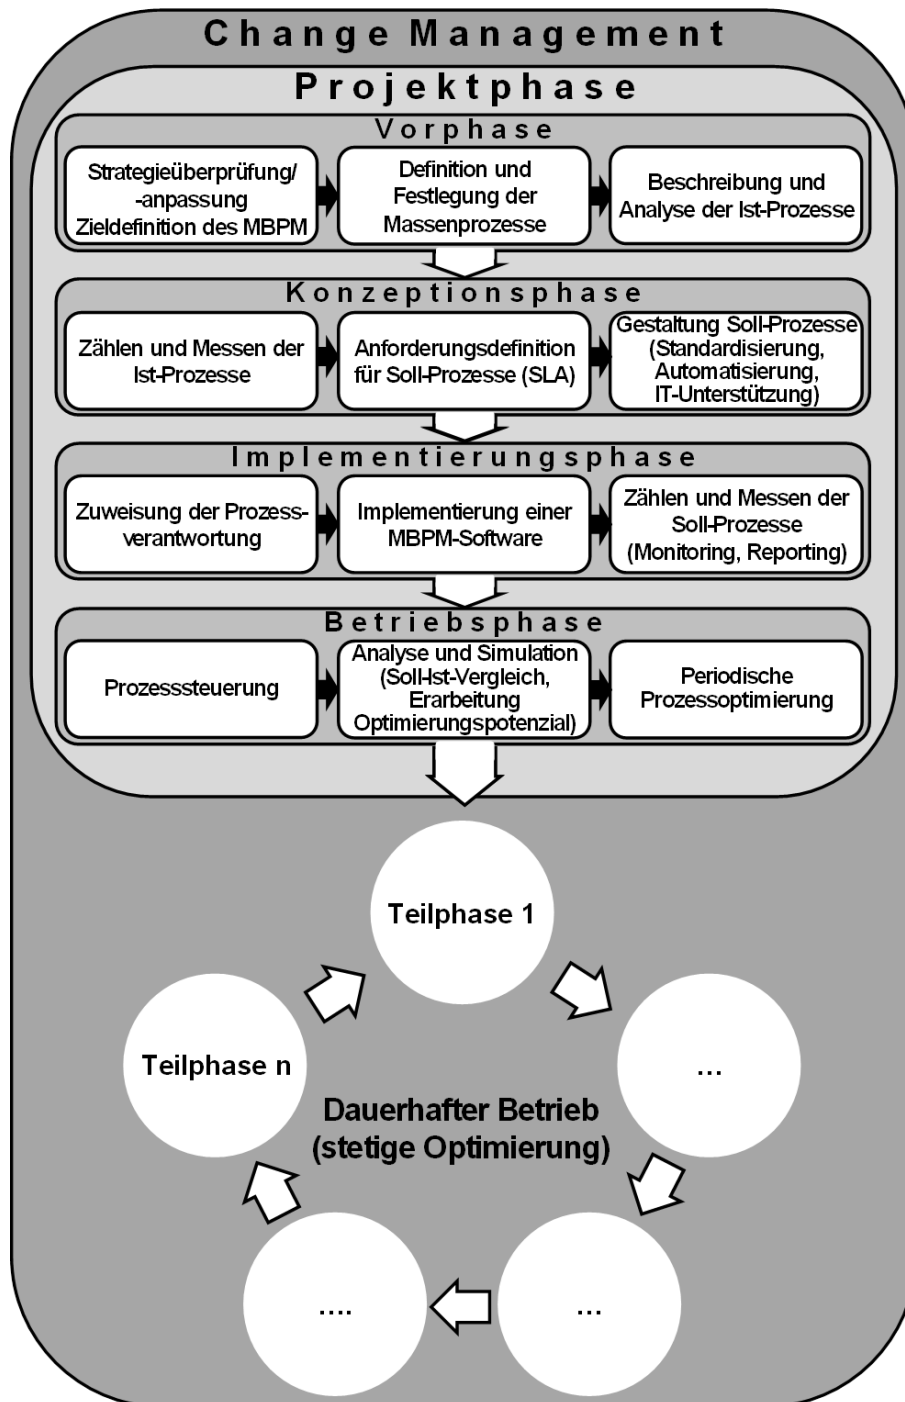 Change Management
Projektphase
Vorphase
Strategieüberprüfung/
-anpassung
Zieldefinition des MBPM
Definition und
Festlegung der
Massenprozesse
Beschreibung und
Analyse der Ist-Prozesse
Konzeptionsphase
Zählen und Messen der
Ist-Prozesse
Anforderungsdefinition
für Soll-Prozesse (SLA)
Gestaltung Soll-Prozesse
(Standardisierung,
Automatisierung,
IT-Unterstützung)
Implementierungsphase
Zuweisung der Prozess-
verantwortung
Implementierung einer
MBPM-Software
Zählen und Messen der
Soll-Prozesse
(Monitoring, Reporting)
Betriebsphase
Prozesssteuerung
Analyse und Simulation
(Soll-Ist-Vergleich,
Erarbeitung
Optimierungspotenzial)
Periodische
Prozessoptimierung
Teilphase 1
Teilphase n
...
Dauerhafter Betrieb
(stetige Optimierung)
....
...